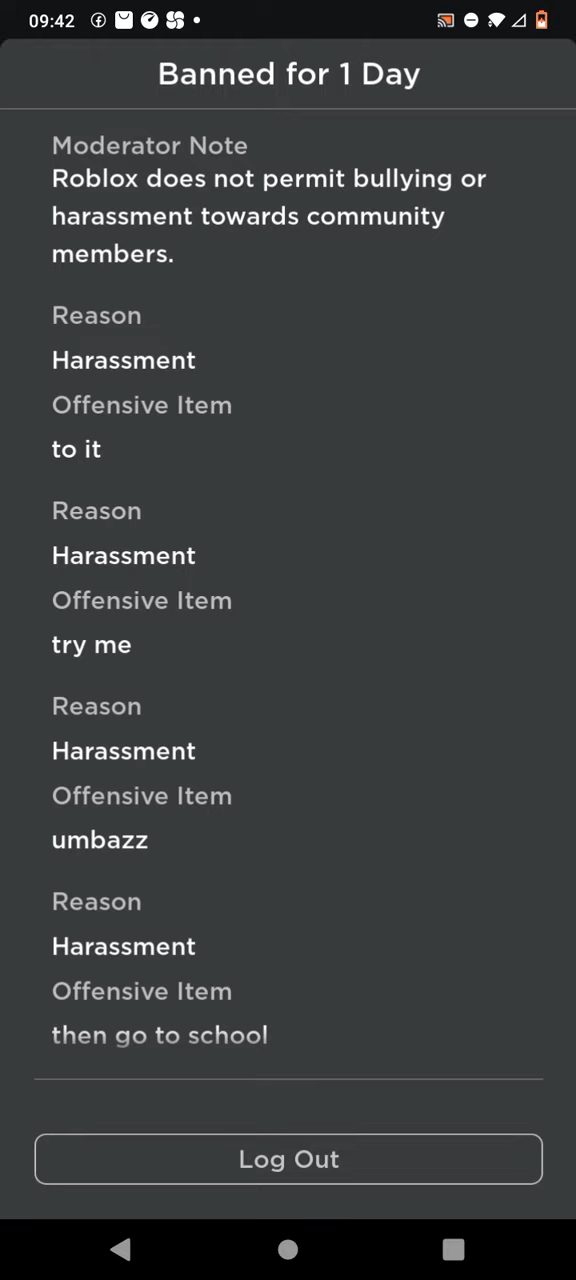 09:42
Banned for 1 Day
Moderator Note
Roblox does not permit bullying or
harassment towards community
members.
Reason
Harassment
Offensive Item
to it
Reason
Harassment
Offensive Item
try me
Reason
Harassment
Offensive Item
umbazz
Reason
Harassment
Offensive Item
then go to school
Log Out